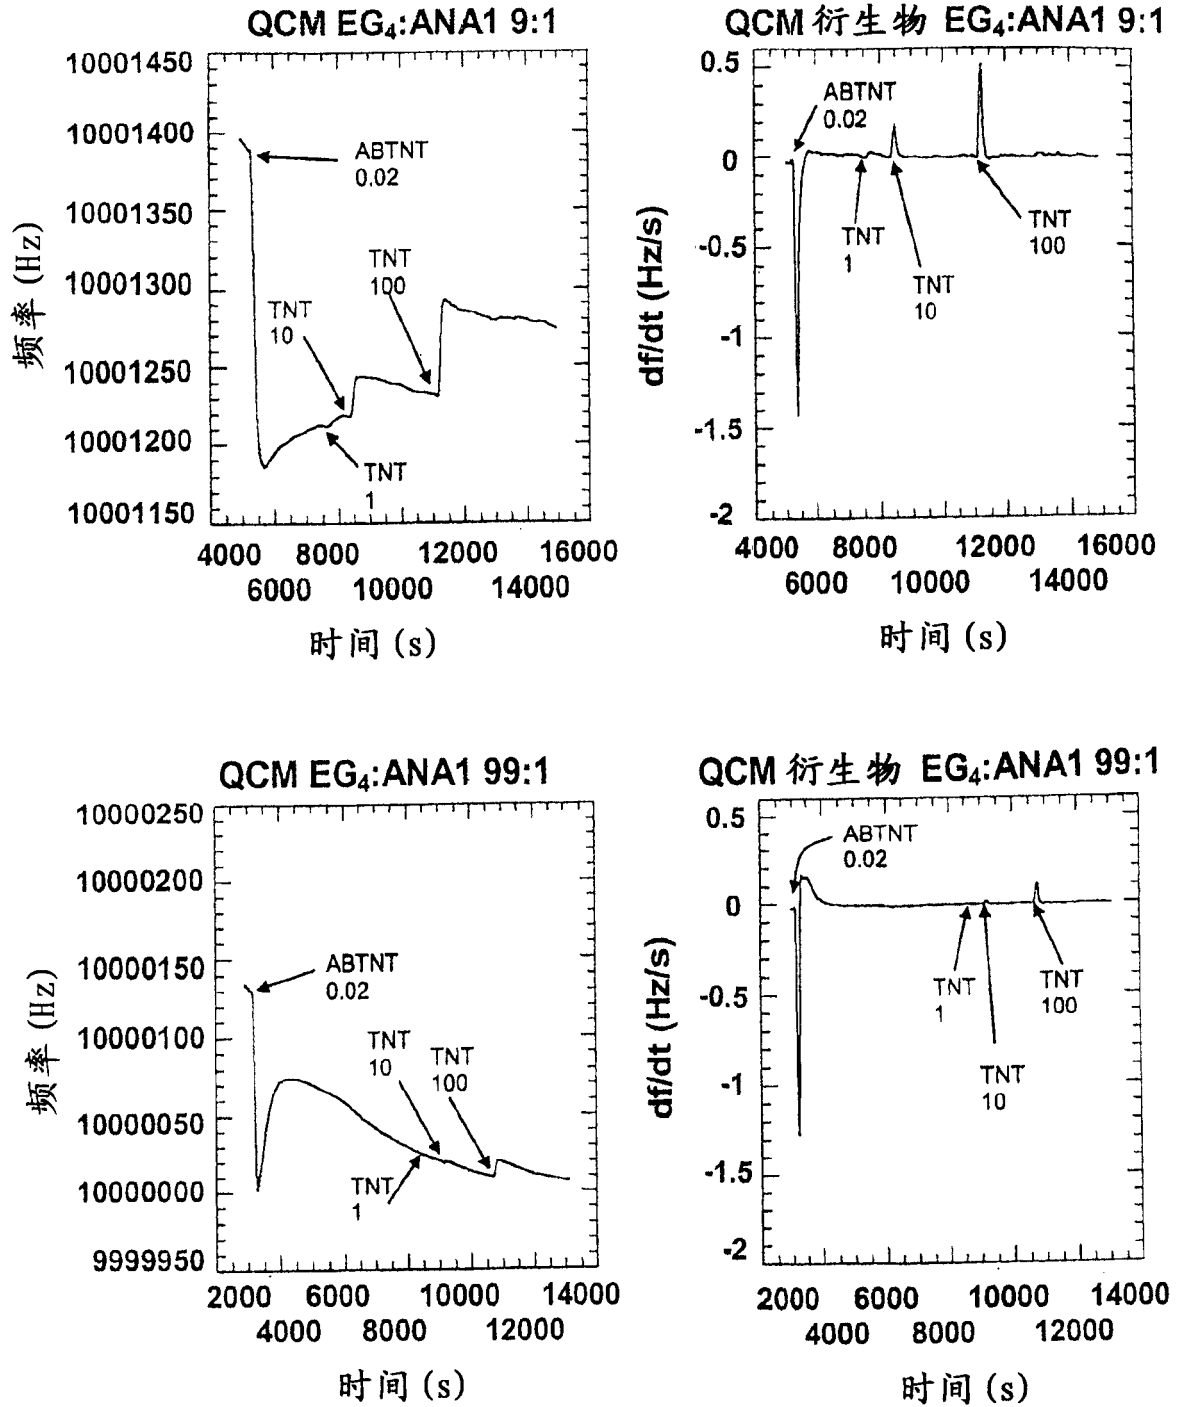 QCM EG₄:ANA1 9:1
10001450
10001400
10001350
10001300
10001250
10001200
10001150
频率 (Hz)
ABTNT
0.02
TNT
100
TNT
10
TNT
1
4000 8000 12000 16000
6000 10000 14000
时间 (s)
QCM 衍生物 EG₄:ANA1 9:1
0.5
0
-0.5
-1
-1.5
-2
df/dt (Hz/s)
ABTNT
0.02
TNT
1
TNT
10
TNT
100
4000 8000 12000 16000
6000 10000 14000
时间 (s)
QCM EG₄:ANA1 99:1
10000250
10000200
10000150
10000100
10000050
10000000
9999950
频率 (Hz)
ABTNT
0.02
TNT
10
TNT
100
TNT
1
2000 6000 10000 14000
4000 8000 12000
时间 (s)
QCM 衍生物 EG₄:ANA1 99:1
0.5
0
-0.5
-1
-1.5
-2
df/dt (Hz/s)
ABTNT
0.02
TNT
1
TNT
100
TNT
10
2000 6000 10000 14000
4000 8000 12000
时间 (s)